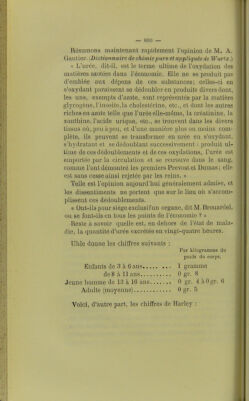 — 800 —
Résumons maintenant rapidement l'opinion de M. A.
Gautier. (Dictionnaire de chimie pure et appliquée de Wurtz.)
« L'urée, dit-il, est le terme ultime de l'oxydation des
matières azotées dans l'économie. Elle ne se produit pas
d'emblée aux dépens de ces substances; celles-ci en
s'oxydant paraissent se dédoubler en produits divers dont,
les uns, exempts d'azote, sont représentés par la matière
glycogène, l'inosite, la cholestérine, etc., et dont les autres
riches en azote telle que l'urée elle-même, la créatinine, la
xanthine, l'acide urique, etc., se trouvent dans les divers
tissus où, peu à peu, et d'une manière plus ou moins com-
plète, ils peuvent se transformer en urée en s'oxydant,
s'hydratant et se dédoublant successivement : produit ul-
time de ces dédoublements et de ces oxydations, l'urée est
emportée par la circulation et se retrouve dans le sang,
comme l'ont démontré les premiers Prevost et Dumas; elle
est sans cesse ainsi rejetée par les reins. »
Telle est l'opinion aujourd'hui généralement admise, et
les dissentiments ne portent que sur le lieu où s'accom-
plissent ces dédoublements.
« Ont-ils pour siége exclusif un organe, dit M. Brouardel,
ou se font-ils en tous les points de l'économie ? »
Reste à savoir quelle est, en dehors de l'état de mala-
die, la quantité d'urée excrétée en vingt-quatre heures.
Uhle donne les chiffres suivants :
Par kilogramme du
poids du corps.
Enfants de 3 à 6 ans........ 1 gramme
de 8 à 11 ans.......... 0 gr. 8
Jeune homme de 13 à 16 ans........ 0 gr. 4 à 0 gr. 6
Adulte (moyenne)............ 0 gr. 5
Voici, d'autre part, les chiffres de Harley :